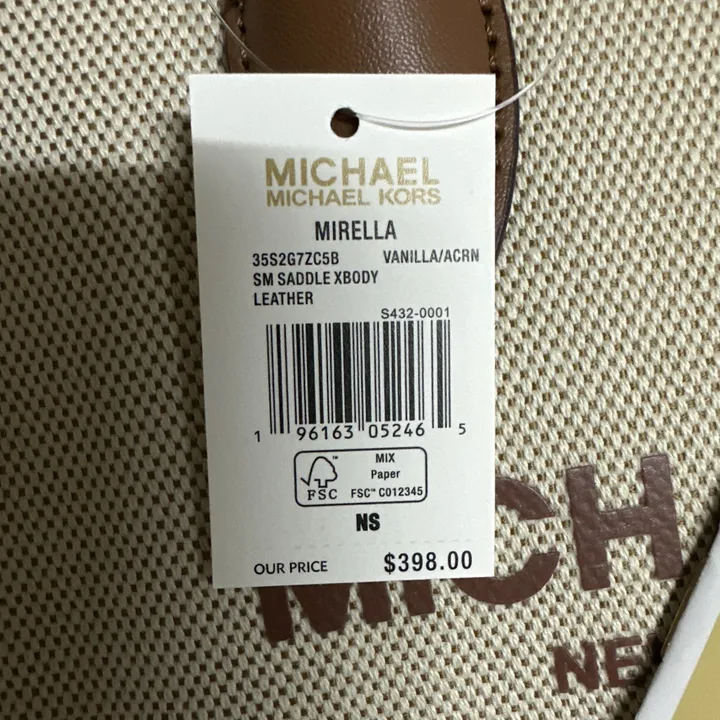 MICHAEL
MICHAEL KORS
MIRELLA
35S2G7ZC5B VANILLA/ACRN
SM SADDLE XBODY
LEATHER
S432-0001
1 96163 05246 5
FSC™
MIX
Paper
FSC™ C012345
NS
OUR PRICE $398.00
MICH
NE